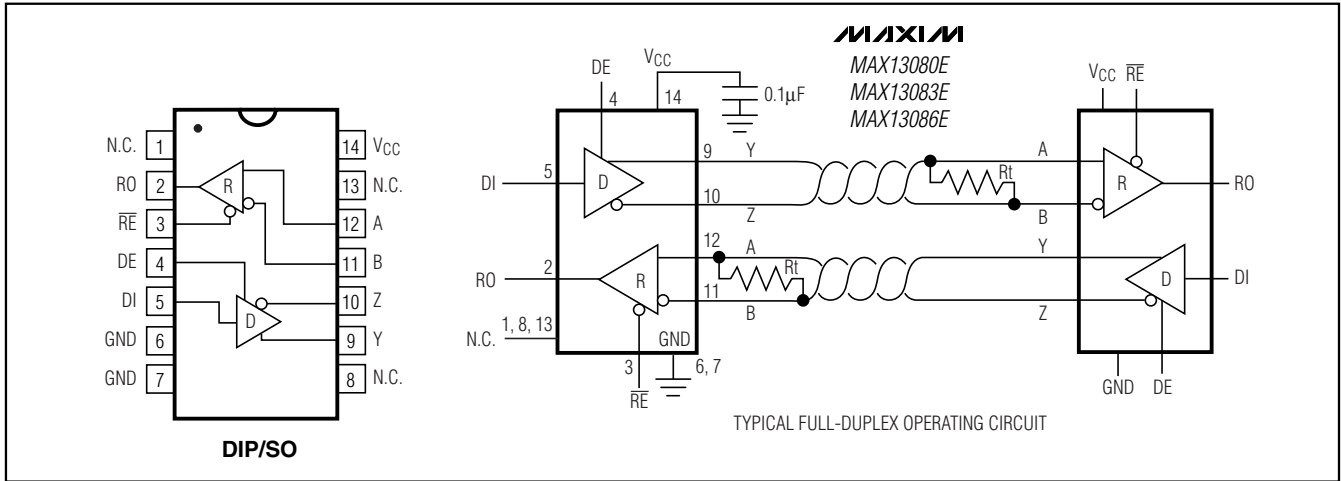 N.C. 1
RO 2
R̅E̅ 3
DE 4
DI 5
GND 6
GND 7
R
D
14 VCC
13 N.C.
12 A
11 B
10 Z
9 Y
8 N.C.
DIP/SO
MAXIM
MAX13080E
MAX13083E
MAX13086E
DE
4
VCC
14
0.1μF
DI
5
D
9 Y
10 Z
RO
2
R
12 A
11 B
Rt
N.C. 1, 8, 13
GND
6, 7
3
R̅E̅
VCC R̅E̅
A
Rt
B
R
RO
Y
Z
D
DI
GND
DE
TYPICAL FULL-DUPLEX OPERATING CIRCUIT